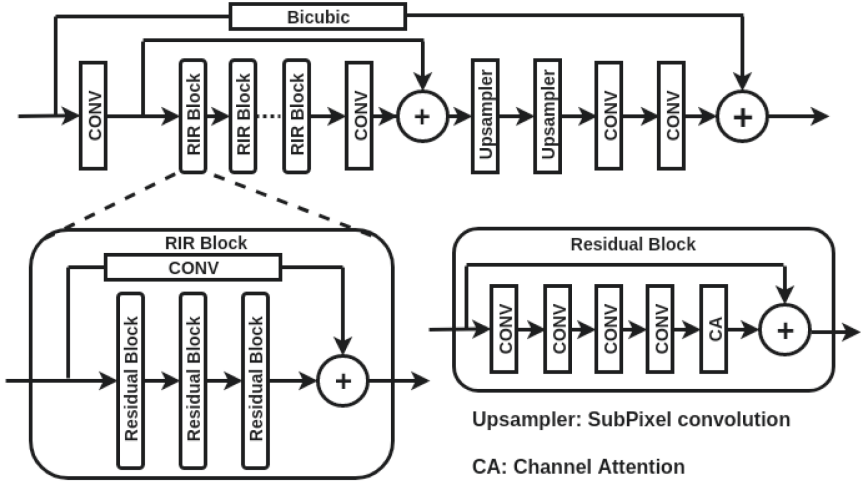 Bicubic
CONV
RIR Block
RIR Block
RIR Block
CONV
+
Upsampler
Upsampler
CONV
CONV
+
RIR Block
CONV
Residual Block
Residual Block
Residual Block
+
Residual Block
CONV
CONV
CONV
CONV
CA
+
Upsampler: SubPixel convolution
CA: Channel Attention